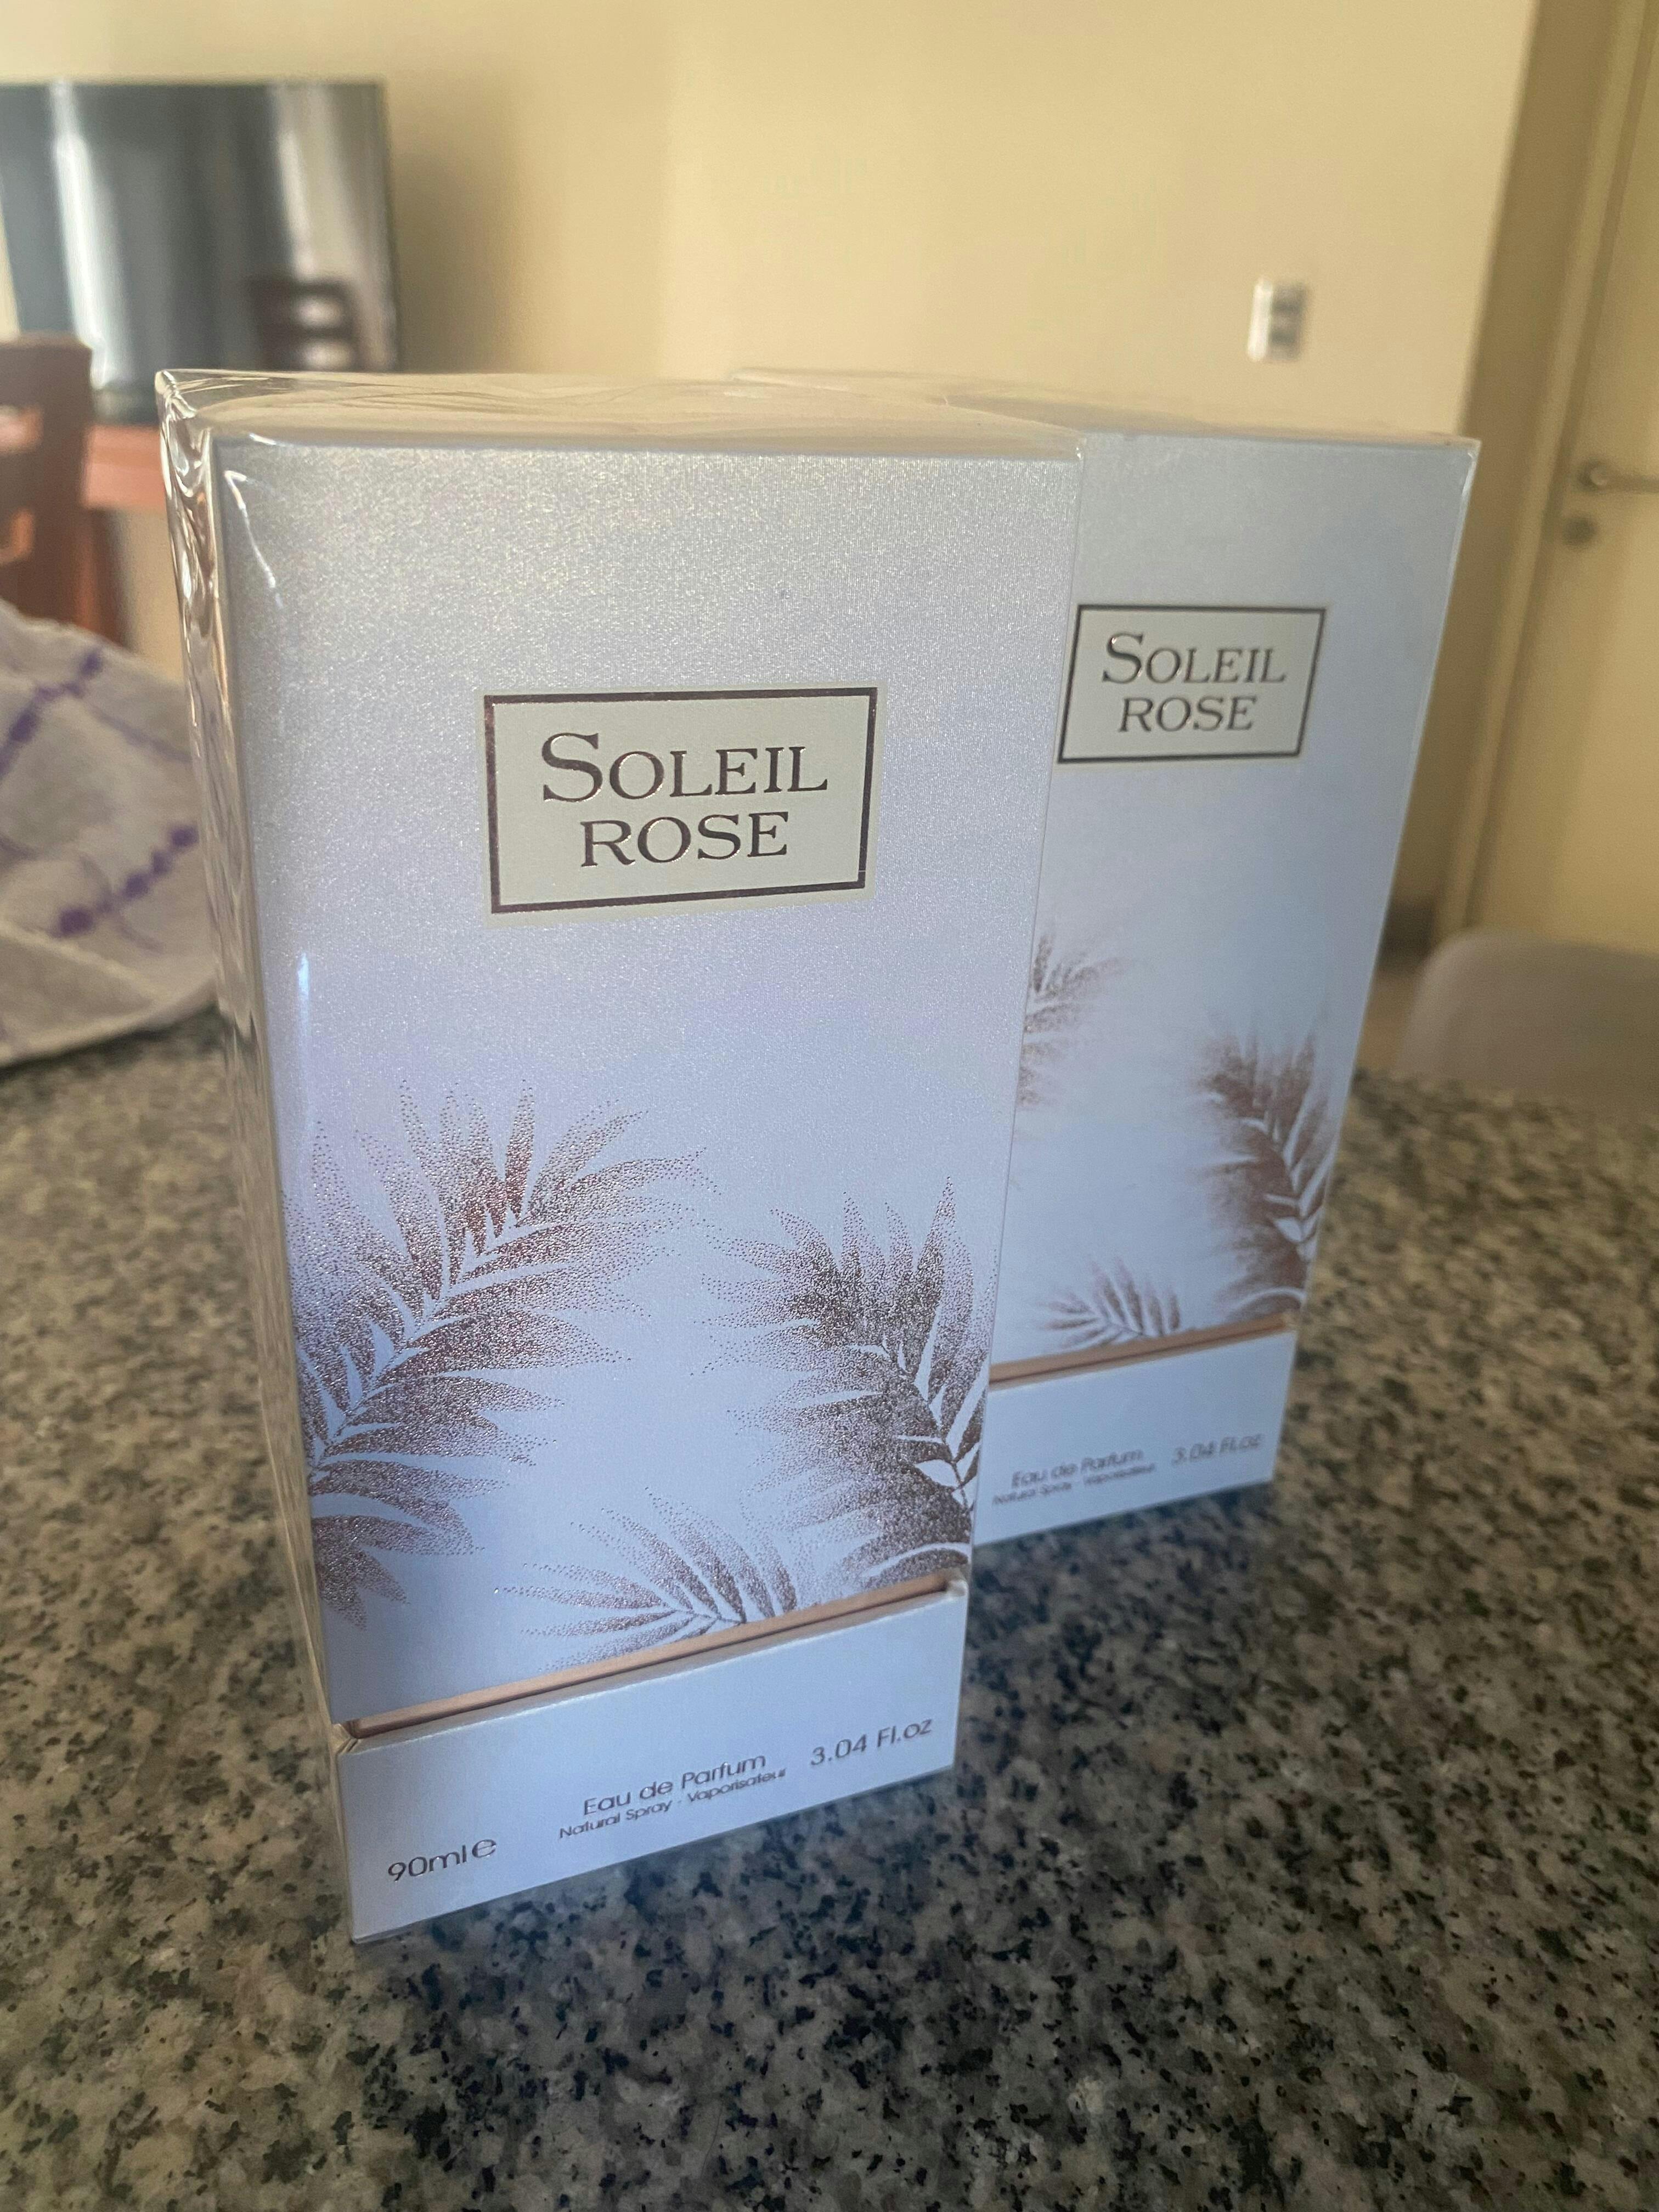 SOLEIL
ROSE
90ml e
Eau de Parfum
Natural Spray · Vaporisateur
3.04 Fl.oz
SOLEIL
ROSE
Eau de Parfum
Natural Spray · Vaporisateur
3.04 Fl.oz